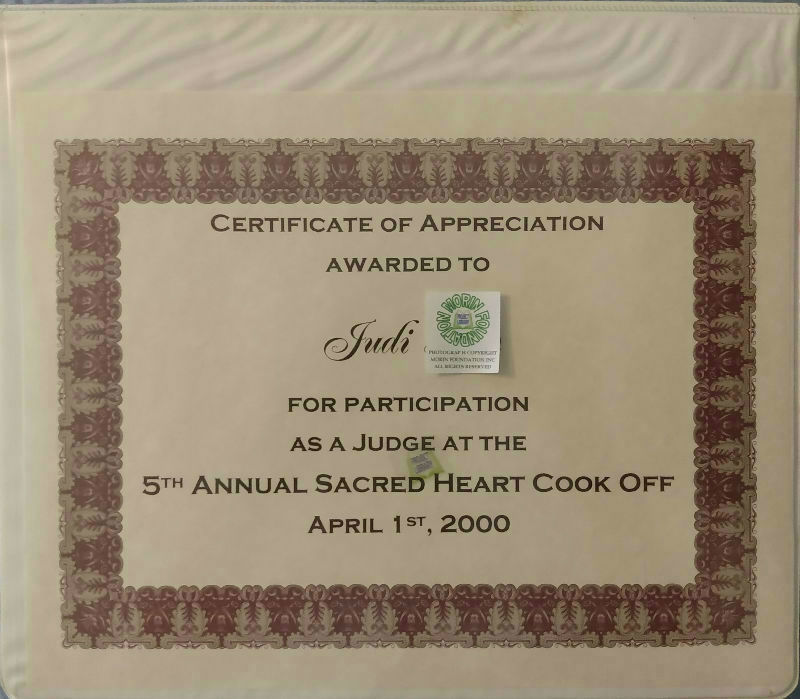 CERTIFICATE OF APPRECIATION
AWARDED TO
Judi
MORIN FOUNDATION
PHOTOGRAPH COPYRIGHT
MORIN FOUNDATION INC
ALL RIGHTS RESERVED
FOR PARTICIPATION
AS A JUDGE AT THE
5TH ANNUAL SACRED HEART COOK OFF
APRIL 1ST, 2000